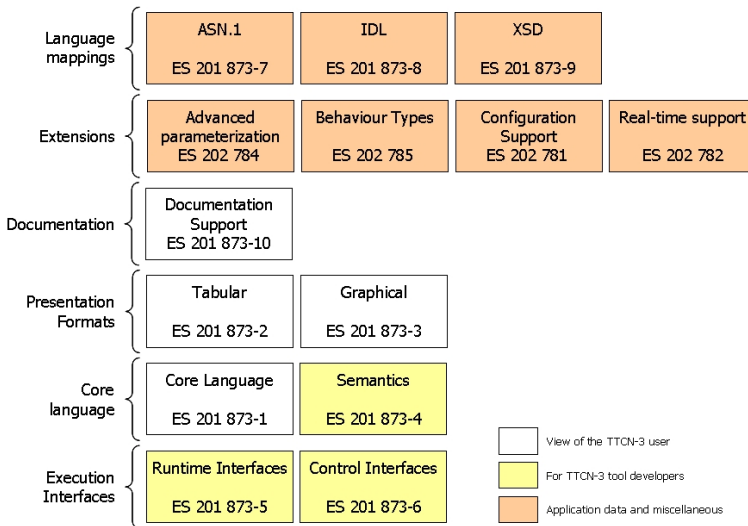 Language
mappings
ASN.1
ES 201 873-7
IDL
ES 201 873-8
XSD
ES 201 873-9
Extensions
Advanced
parameterization
ES 202 784
Behaviour Types
ES 202 785
Configuration
Support
ES 202 781
Real-time support
ES 202 782
Documentation
Documentation
Support
ES 201 873-10
Presentation
Formats
Tabular
ES 201 873-2
Graphical
ES 201 873-3
Core
language
Core Language
ES 201 873-1
Semantics
ES 201 873-4
Execution
Interfaces
Runtime Interfaces
ES 201 873-5
Control Interfaces
ES 201 873-6
View of the TTCN-3 user
For TTCN-3 tool developers
Application data and miscellaneous